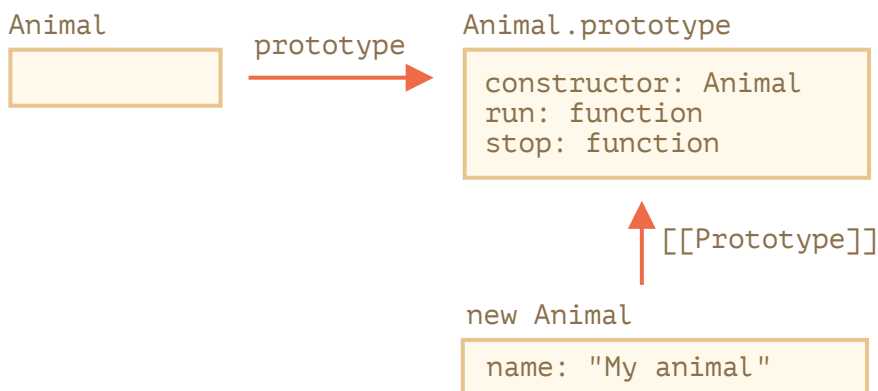 Animal
prototype
Animal.prototype
constructor: Animal
run: function
stop: function
[[Prototype]]
new Animal
name: "My animal"